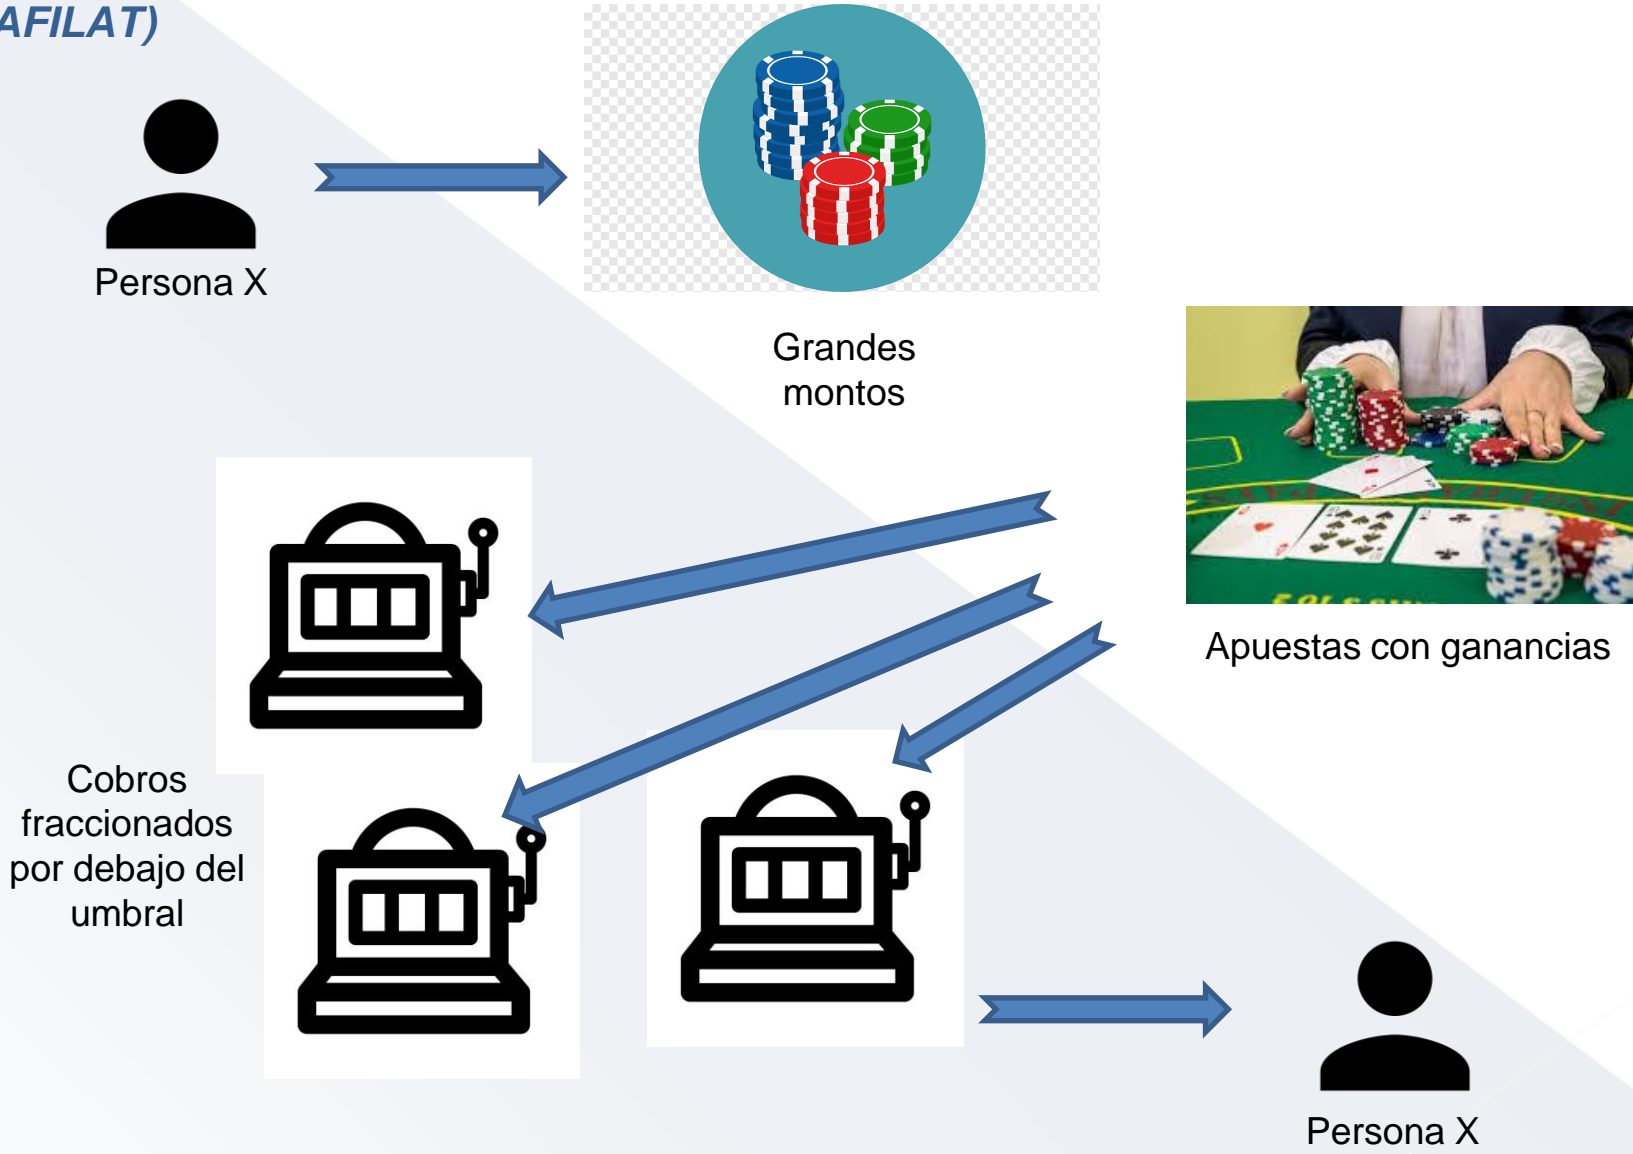 AFILAT)
Persona X
Grandes
montos
Apuestas con ganancias
Cobros
fraccionados
por debajo del
umbral
Persona X